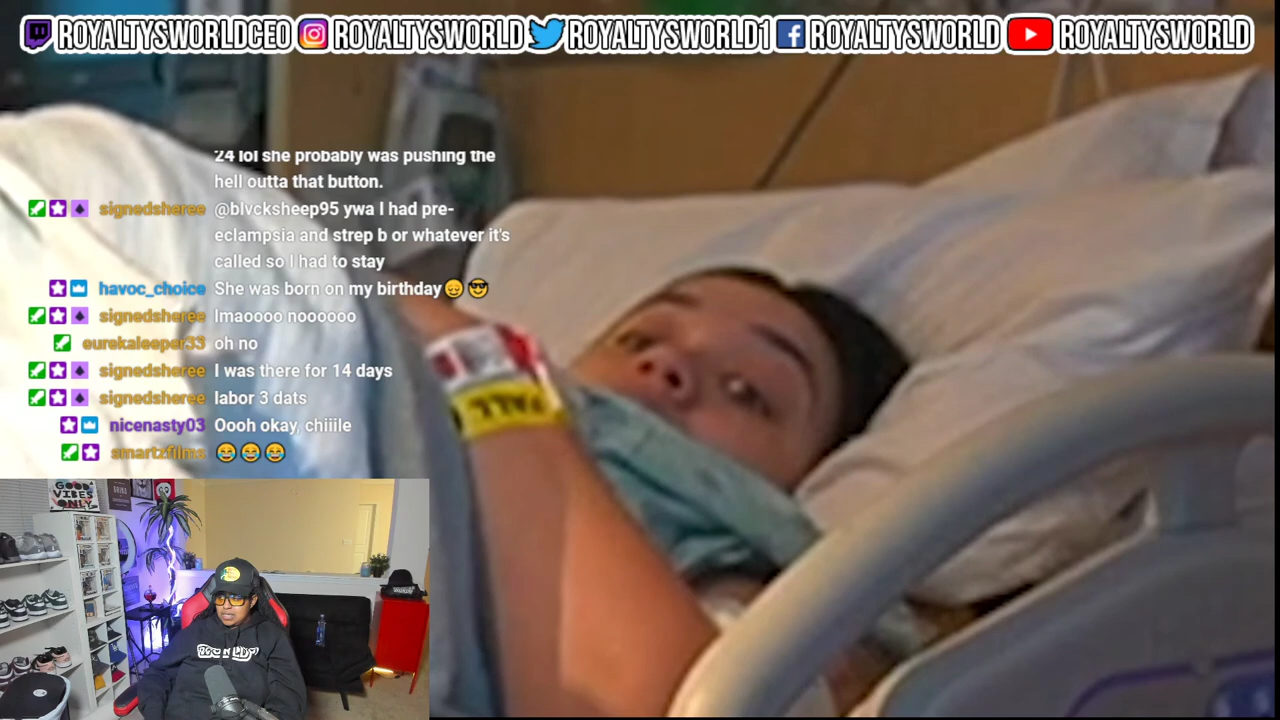 ROYALTYSWORLDCEO ROYALTYSWORLD ROYALTYSWORLD1 ROYALTYSWORLD ROYALTYSWORLD
24 lol she probably was pushing the
hell outta that button.
signedsheree @blvcksheep95 ywa I had pre-
eclampsia and strep b or whatever it's
called so I had to stay
havoc_choice She was born on my birthday😌😎
signedsheree lmaoooo noooooo
eurekaleeper33 oh no
signedsheree I was there for 14 days
signedsheree labor 3 dats
nicenasty03 Oooh okay, chiiile
smartzfilma 😂😂😂
FALL
GOOD
VIBES
ONLY